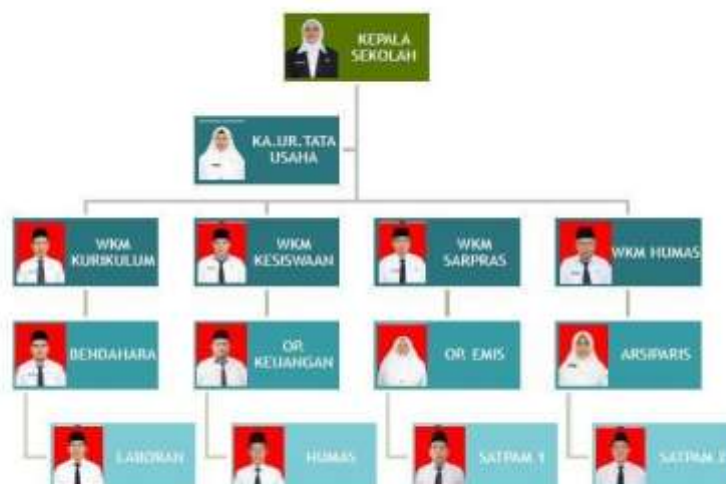 KEPALA
SEKOLAH
KA.UR.TATA
USAHA
WKM
KURIKULUM
WKM
KESISWAAN
WKM
SARPRAS
WKM HUMAS
BENDAHARA
OP.
KEUANGAN
OP. EMIS
ARSIPARIS
LABORAN
HUMAS
SATPAM 1
SATPAM 2